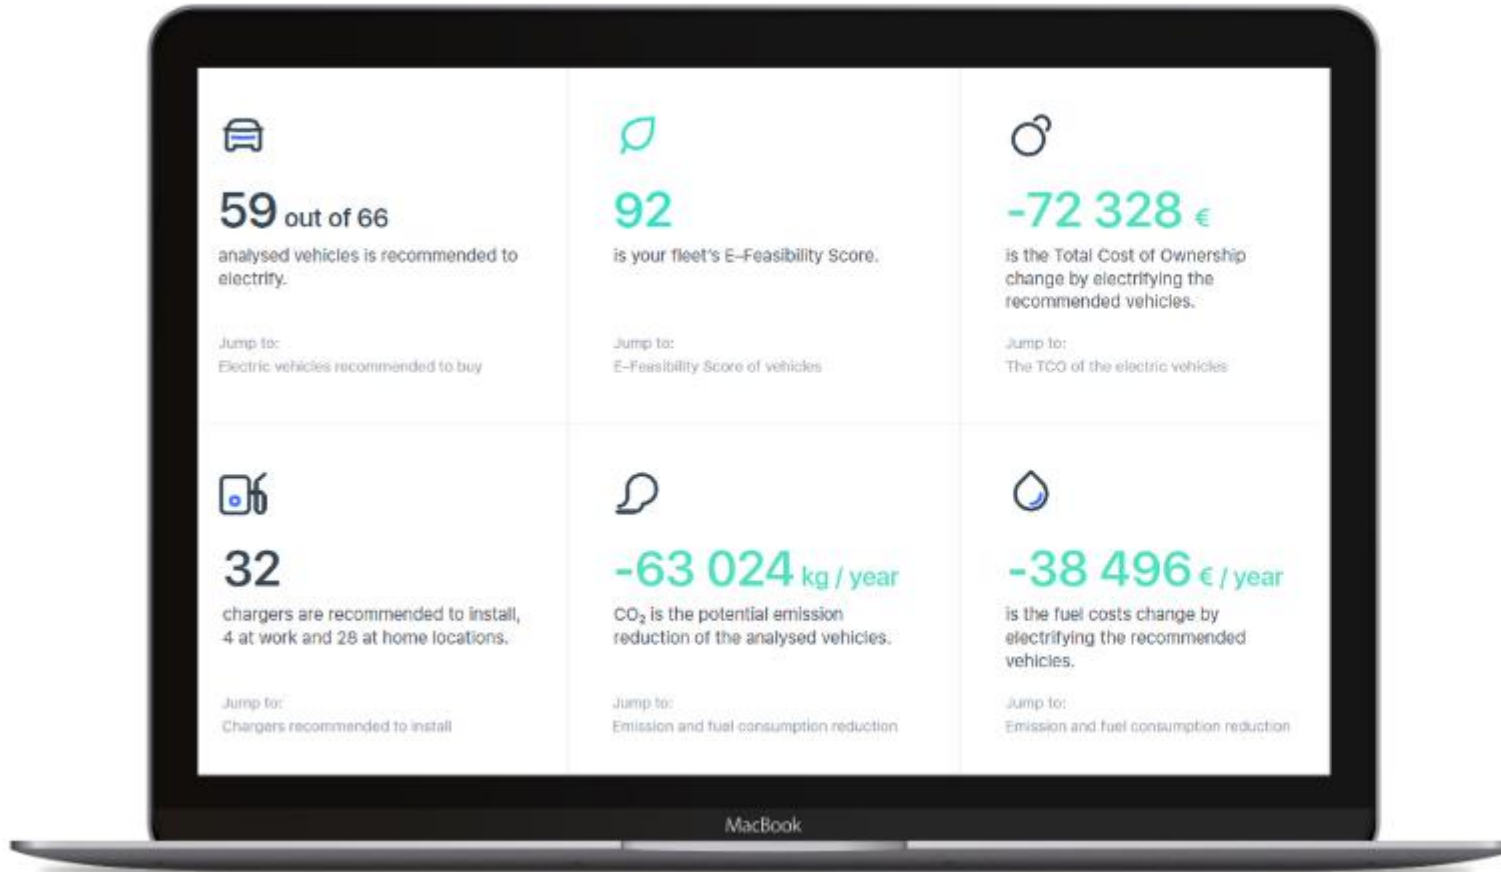 59 out of 66
analysed vehicles is recommended to
electrify.
Jump to:
Electric vehicles recommended to buy
92
is your fleet's E-Feasibility Score.
Jump to:
E-Feasibility Score of vehicles
-72 328 €
is the Total Cost of Ownership
change by electrifying the
recommended vehicles.
Jump to:
The TCO of the electric vehicles
32
chargers are recommended to install,
4 at work and 28 at home locations.
Jump to:
Chargers recommended to install
-63 024 kg / year
CO₂ is the potential emission
reduction of the analysed vehicles.
Jump to:
Emission and fuel consumption reduction
-38 496 € / year
is the fuel costs change by
electrifying the recommended
vehicles.
Jump to:
Emission and fuel consumption reduction
MacBook